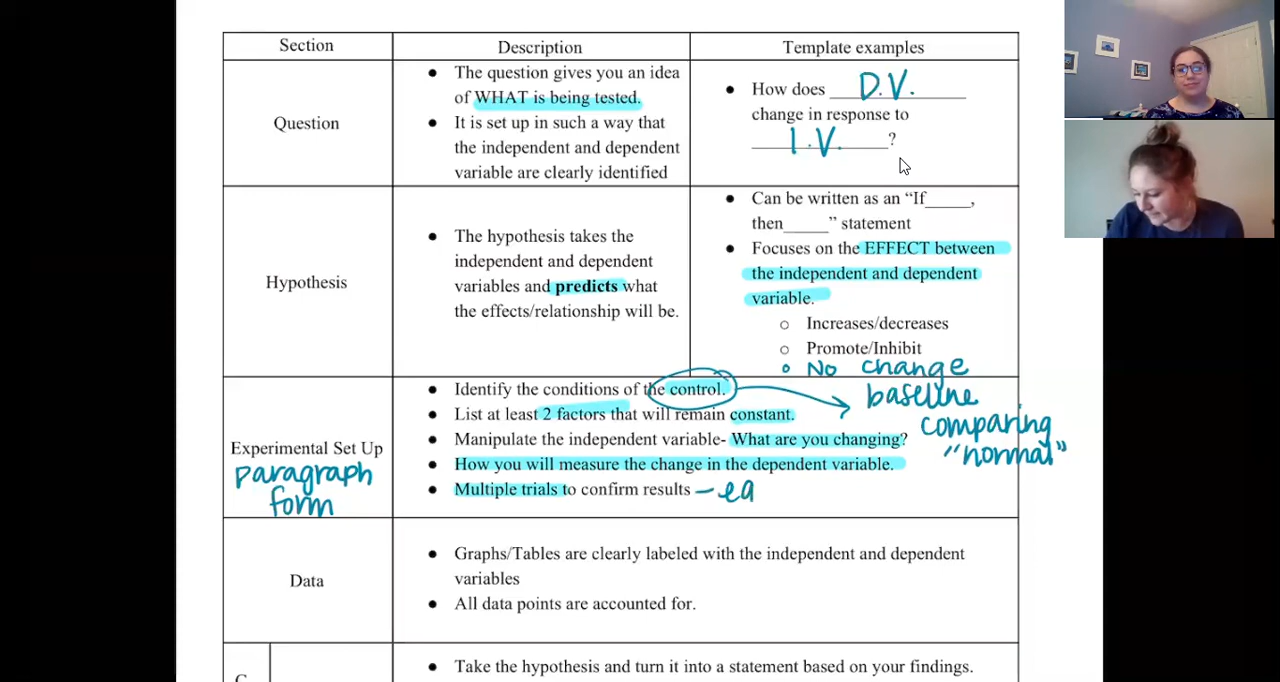 Section
Description
Template examples
Question
• The question gives you an idea
of WHAT is being tested.
• It is set up in such a way that
the independent and dependent
variable are clearly identified
• How does D.V.
change in response to
I.V. ?
Hypothesis
• The hypothesis takes the
independent and dependent
variables and predicts what
the effects/relationship will be.
• Can be written as an “If_____,
then_____” statement
• Focuses on the EFFECT between
the independent and dependent
variable.
o Increases/decreases
o Promote/Inhibit
o No change
Experimental Set Up
paragraph
form
• Identify the conditions of the control.
• List at least 2 factors that will remain constant.
• Manipulate the independent variable- What are you changing?
• How you will measure the change in the dependent variable.
• Multiple trials to confirm results – ea
baseline
comparing
"normal"
Data
• Graphs/Tables are clearly labeled with the independent and dependent
variables
• All data points are accounted for.
C
• Take the hypothesis and turn it into a statement based on your findings.